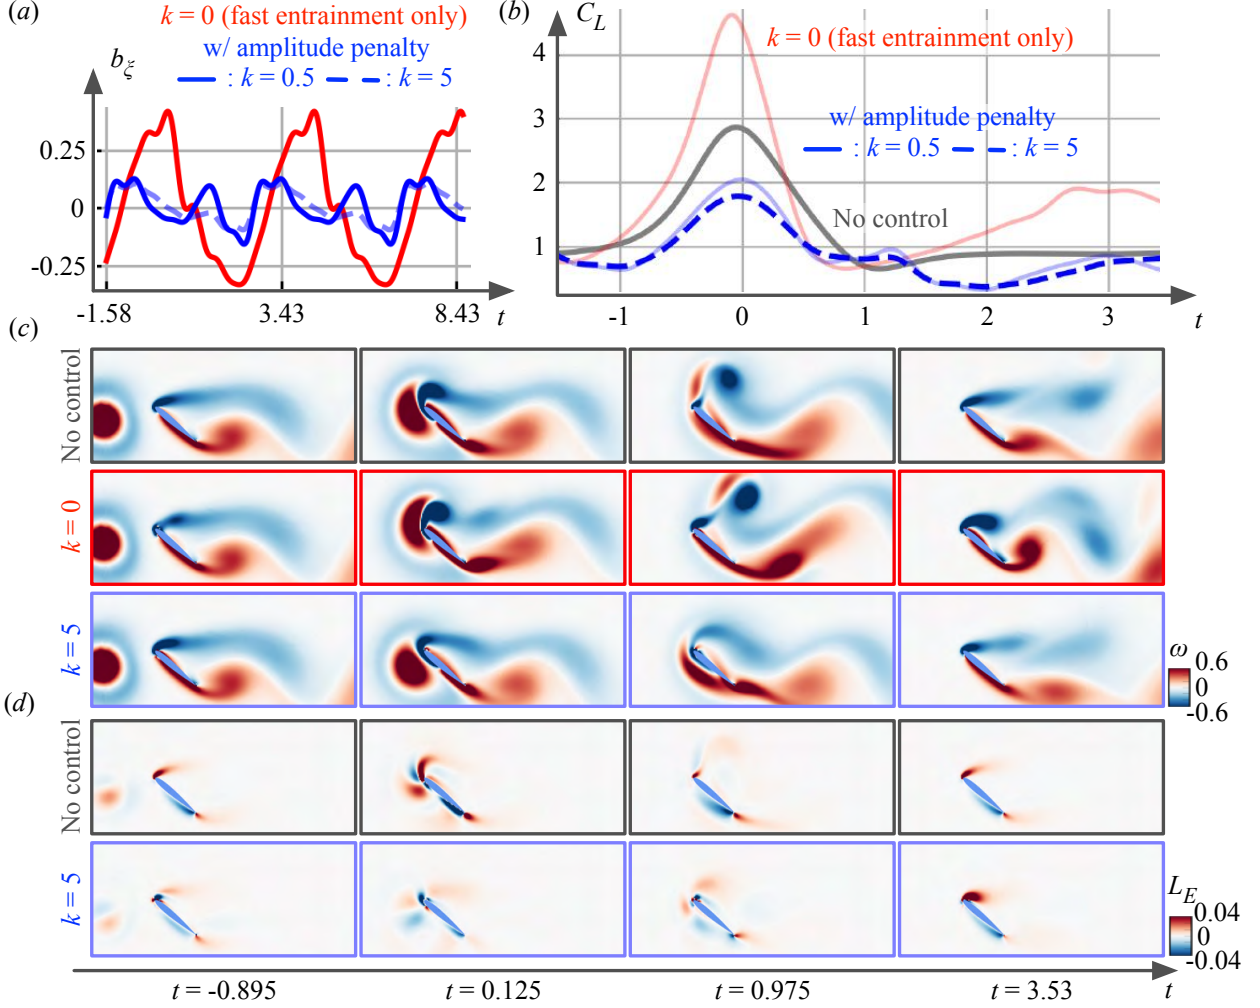 (a)
k = 0 (fast entrainment only)
w/ amplitude penalty
: k = 0.5 : k = 5
b_ξ
0.25
0
-0.25
-1.58 3.43 8.43 t
(b)
C_L
k = 0 (fast entrainment only)
w/ amplitude penalty
: k = 0.5 : k = 5
No control
4
3
2
1
-1 0 1 2 3 t
(c)
No control
k = 0
k = 5
ω
0.6
0
-0.6
(d)
No control
k = 5
L_E
0.04
0
-0.04
t = -0.895 t = 0.125 t = 0.975 t = 3.53 t